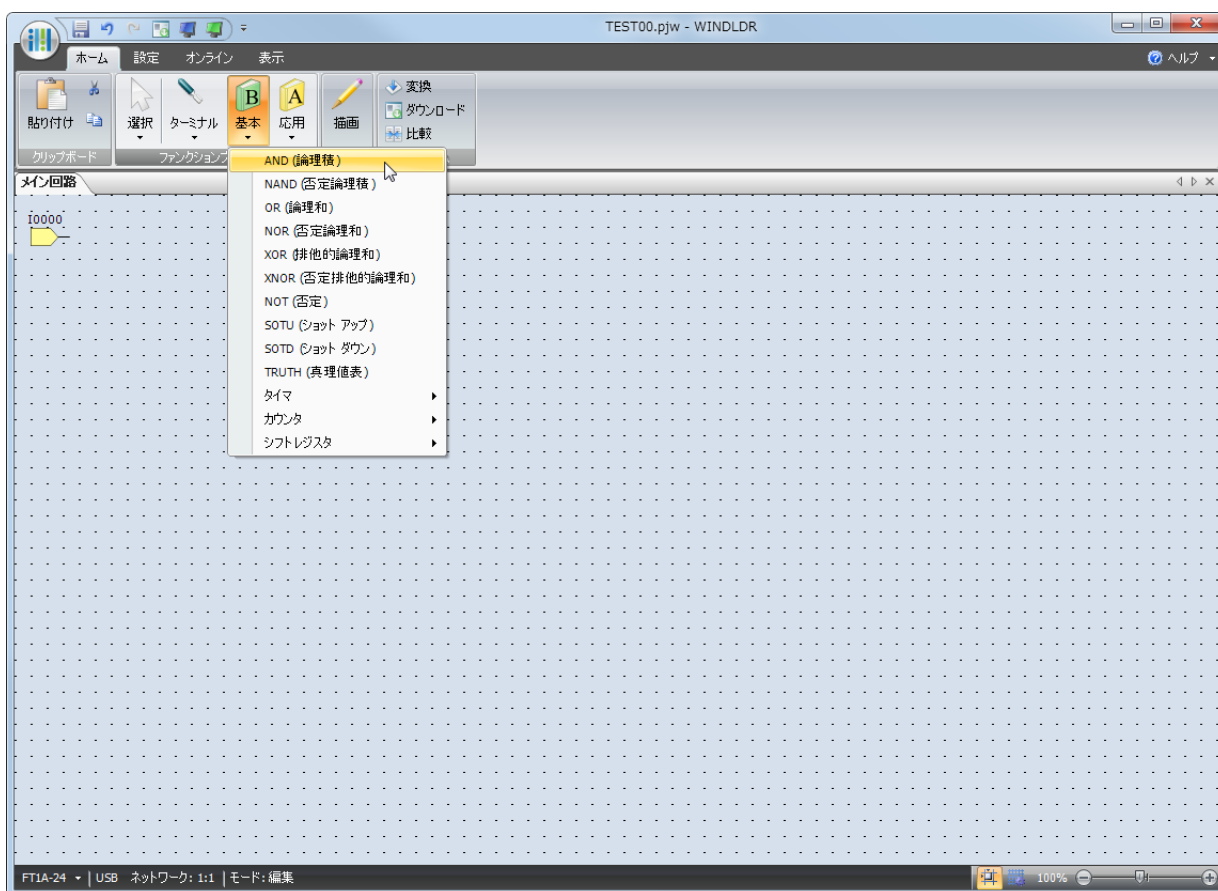 TEST00.pjw - WINDLDR
ホーム 設定 オンライン 表示 ヘルプ
貼り付け 選択 ターミナル B 基本 A 応用 描画 変換
ダウンロード
比較
クリップボード ファンクションブ
AND (論理積)
NAND (否定論理積)
OR (論理和)
NOR (否定論理和)
XOR (排他的論理和)
XNOR (否定排他的論理和)
NOT (否定)
SOTU (ショット アップ)
SOTD (ショット ダウン)
TRUTH (真理値表)
タイマ
カウンタ
シフトレジスタ
メイン回路
I0000
FT1A-24 | USB ネットワーク: 1:1 | モード: 編集 100%